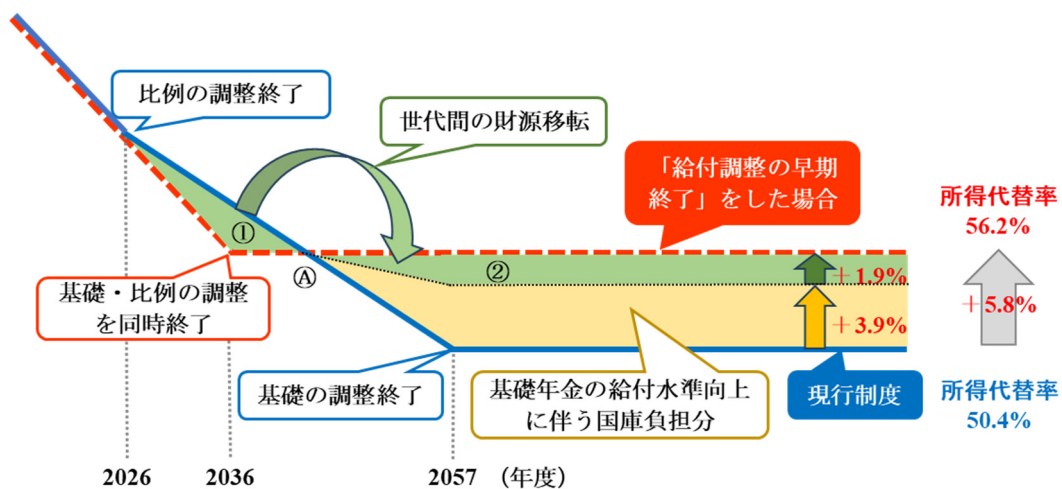 比例の調整終了
世代間の財源移転
「給付調整の早期
終了」をした場合
所得代替率
56.2%
①
Ⓐ
②
+1.9%
+5.8%
+3.9%
基礎・比例の調整
を同時終了
基礎の調整終了
基礎年金の給付水準向上
に伴う国庫負担分
現行制度
所得代替率
50.4%
2026
2036
2057
(年度)